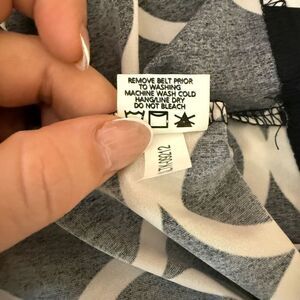 REMOVE BELT PRIOR
TO WASHING
MACHINE WASH COLD
HANG/LINE DRY
DO NOT BLEACH